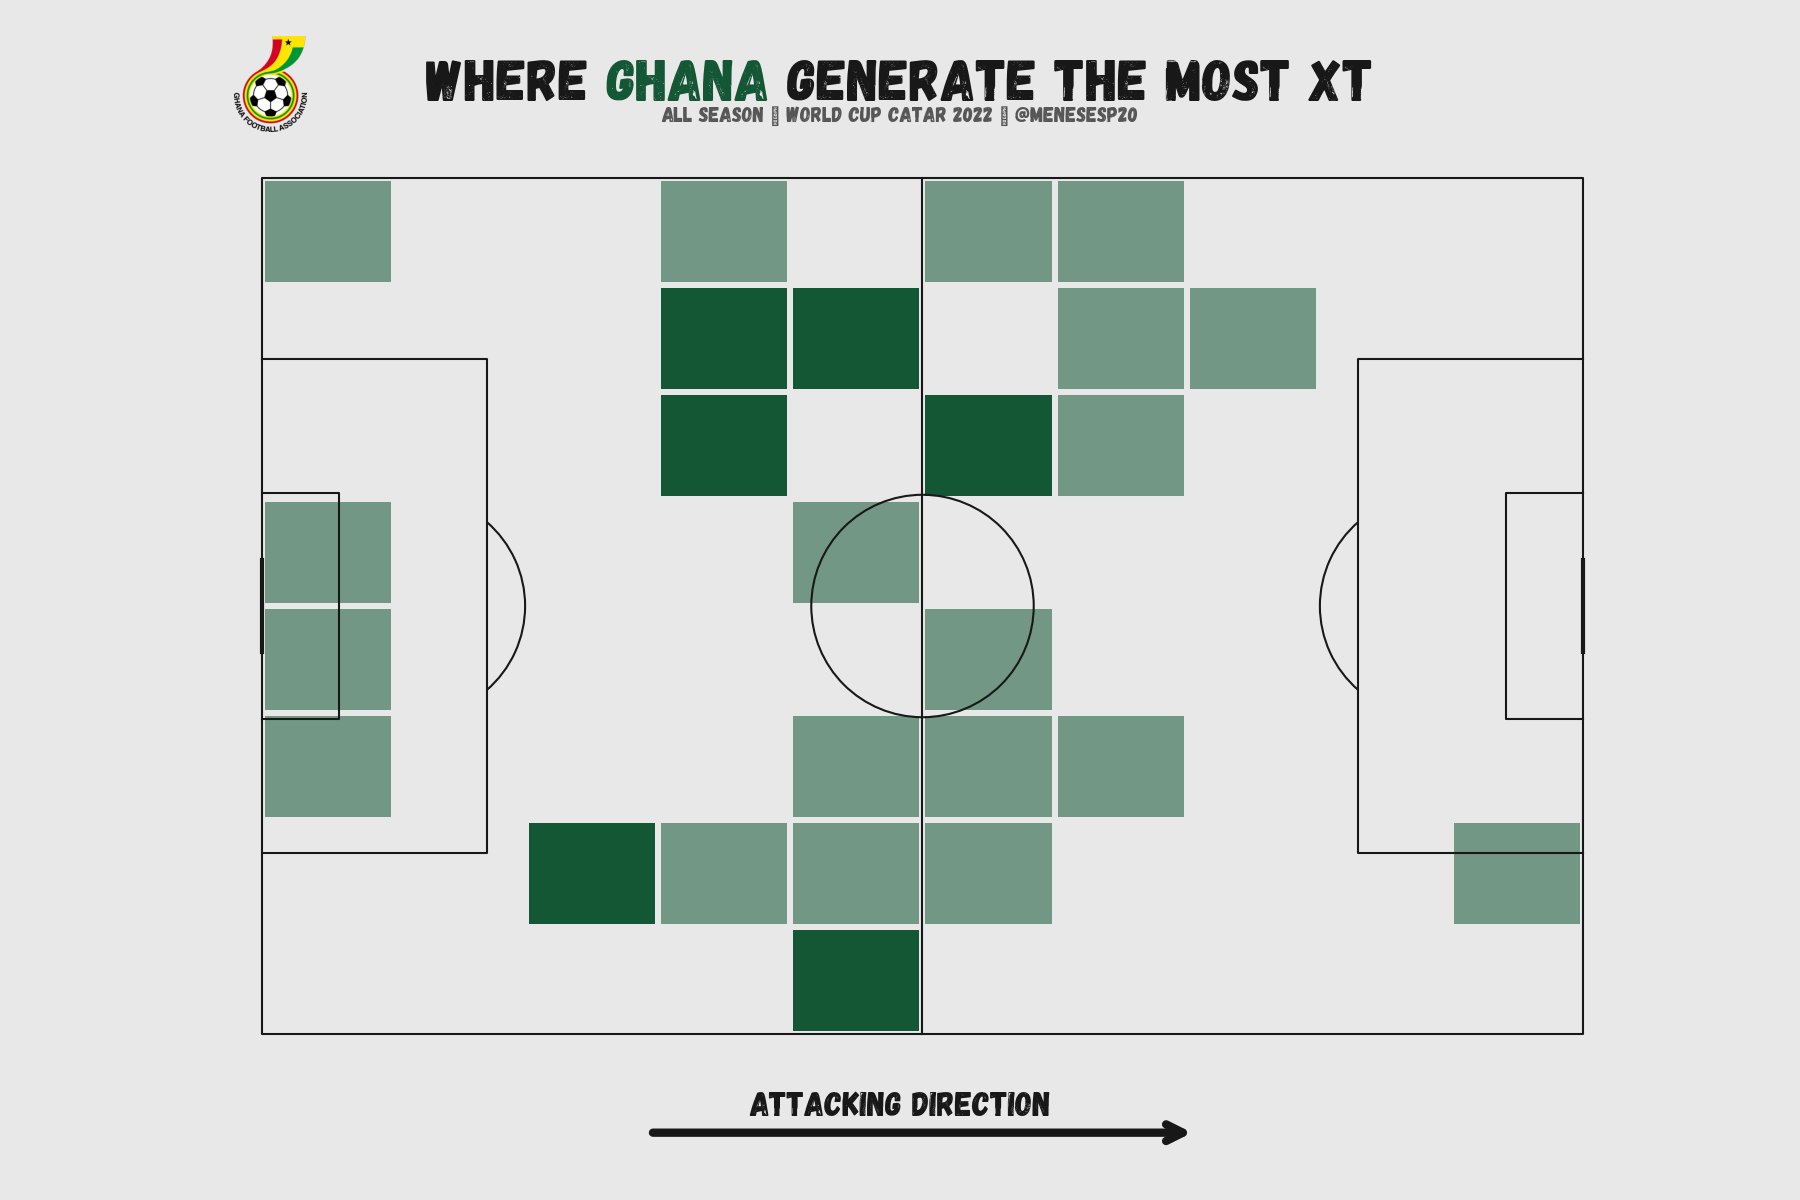 WHERE GHANA GENERATE THE MOST XT
ALL SEASON ▯ WORLD CUP CATAR 2022 ▯ @MENESESP20
GHANA FOOTBALL ASSOCIATION
ATTACKING DIRECTION